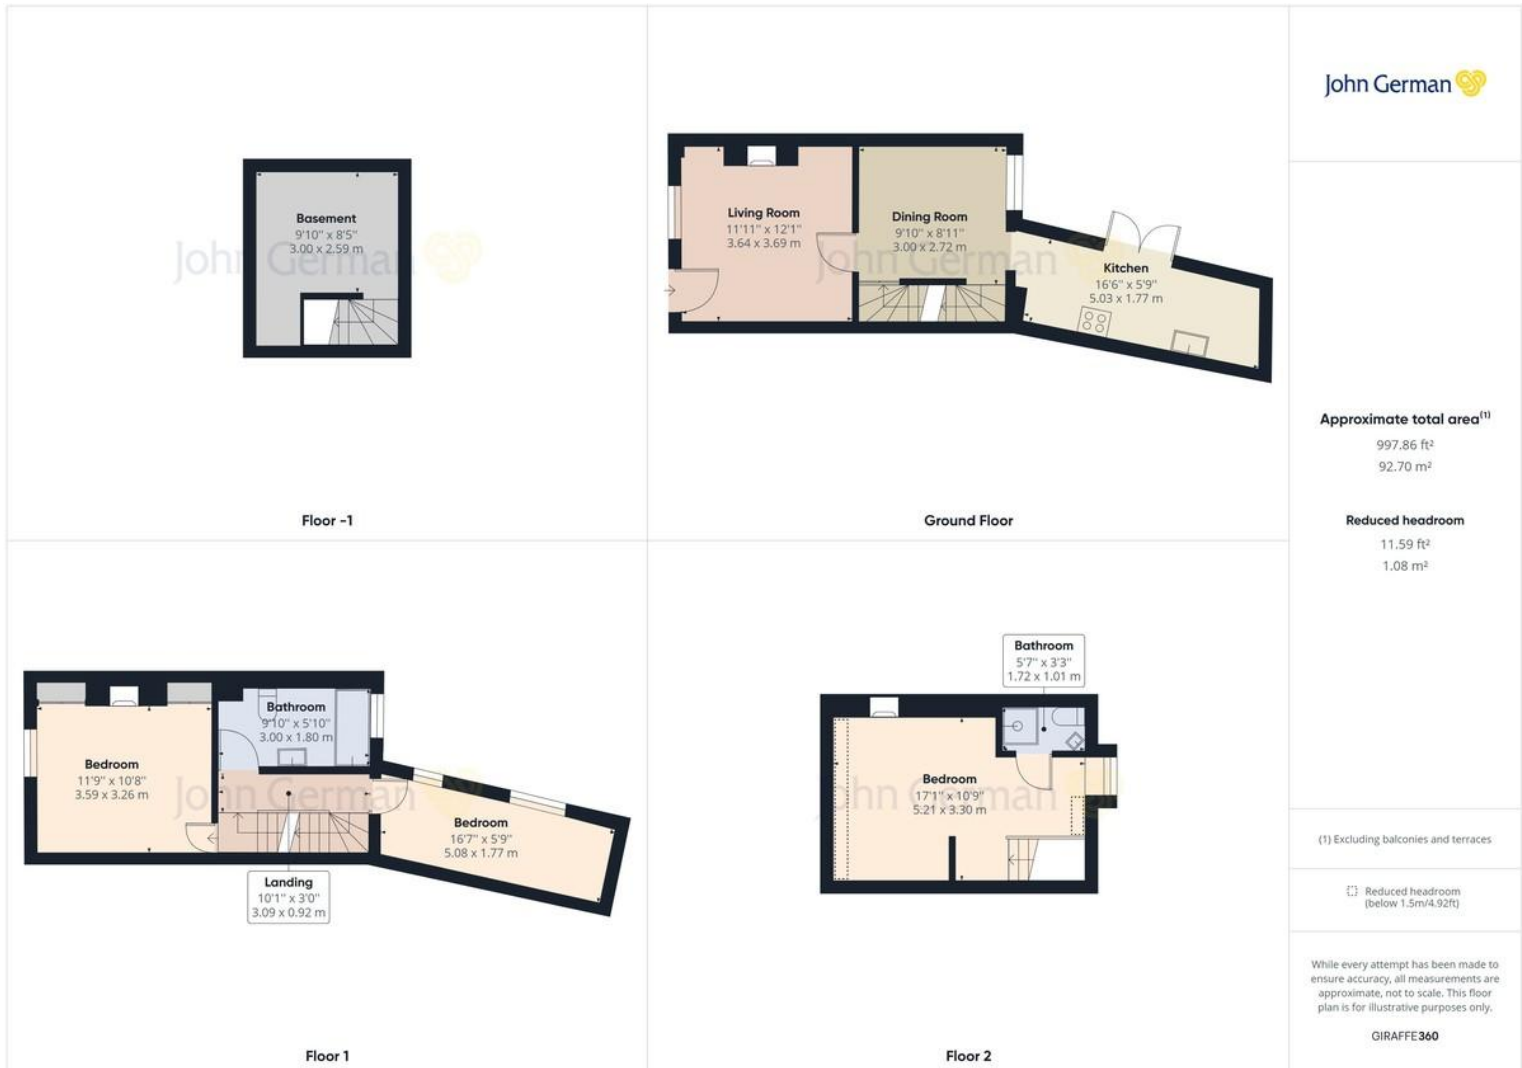 Basement
9'10" x 8'5"
3.00 x 2.59 m
John German
Floor -1
Living Room
11'11" x 12'1"
3.64 x 3.69 m
Dining Room
9'10" x 8'11"
3.00 x 2.72 m
Kitchen
16'6" x 5'9"
5.03 x 1.77 m
John German
Ground Floor
Bedroom
11'9" x 10'8"
3.59 x 3.26 m
Bathroom
9'10" x 5'10"
3.00 x 1.80 m
Bedroom
16'7" x 5'9"
5.08 x 1.77 m
Landing
10'1" x 3'0"
3.09 x 0.92 m
John German
Floor 1
Bathroom
5'7" x 3'3"
1.72 x 1.01 m
Bedroom
17'1" x 10'9"
5.21 x 3.30 m
John German
Floor 2
John German
Approximate total area(1)
997.86 ft²
92.70 m²
Reduced headroom
11.59 ft²
1.08 m²
(1) Excluding balconies and terraces
Reduced headroom
(below 1.5m/4.92ft)
While every attempt has been made to
ensure accuracy, all measurements are
approximate, not to scale. This floor
plan is for illustrative purposes only.
GIRAFFE360